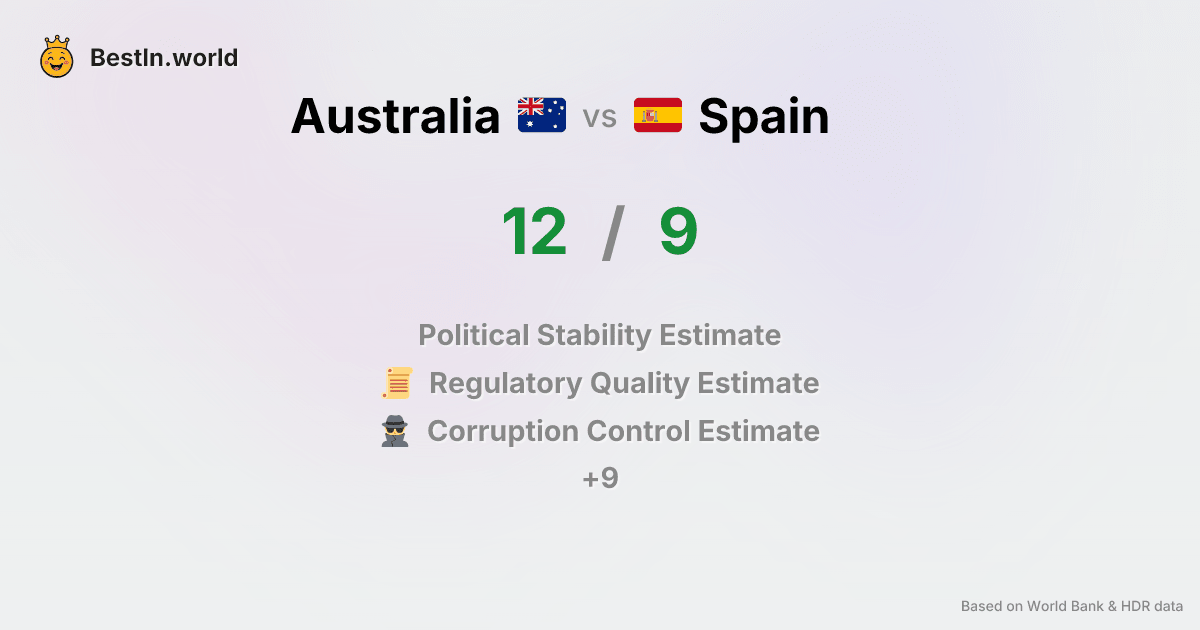 BestIn.world
Australia vs Spain
12 / 9
Political Stability Estimate
Regulatory Quality Estimate
Corruption Control Estimate
+9
Based on World Bank & HDR data